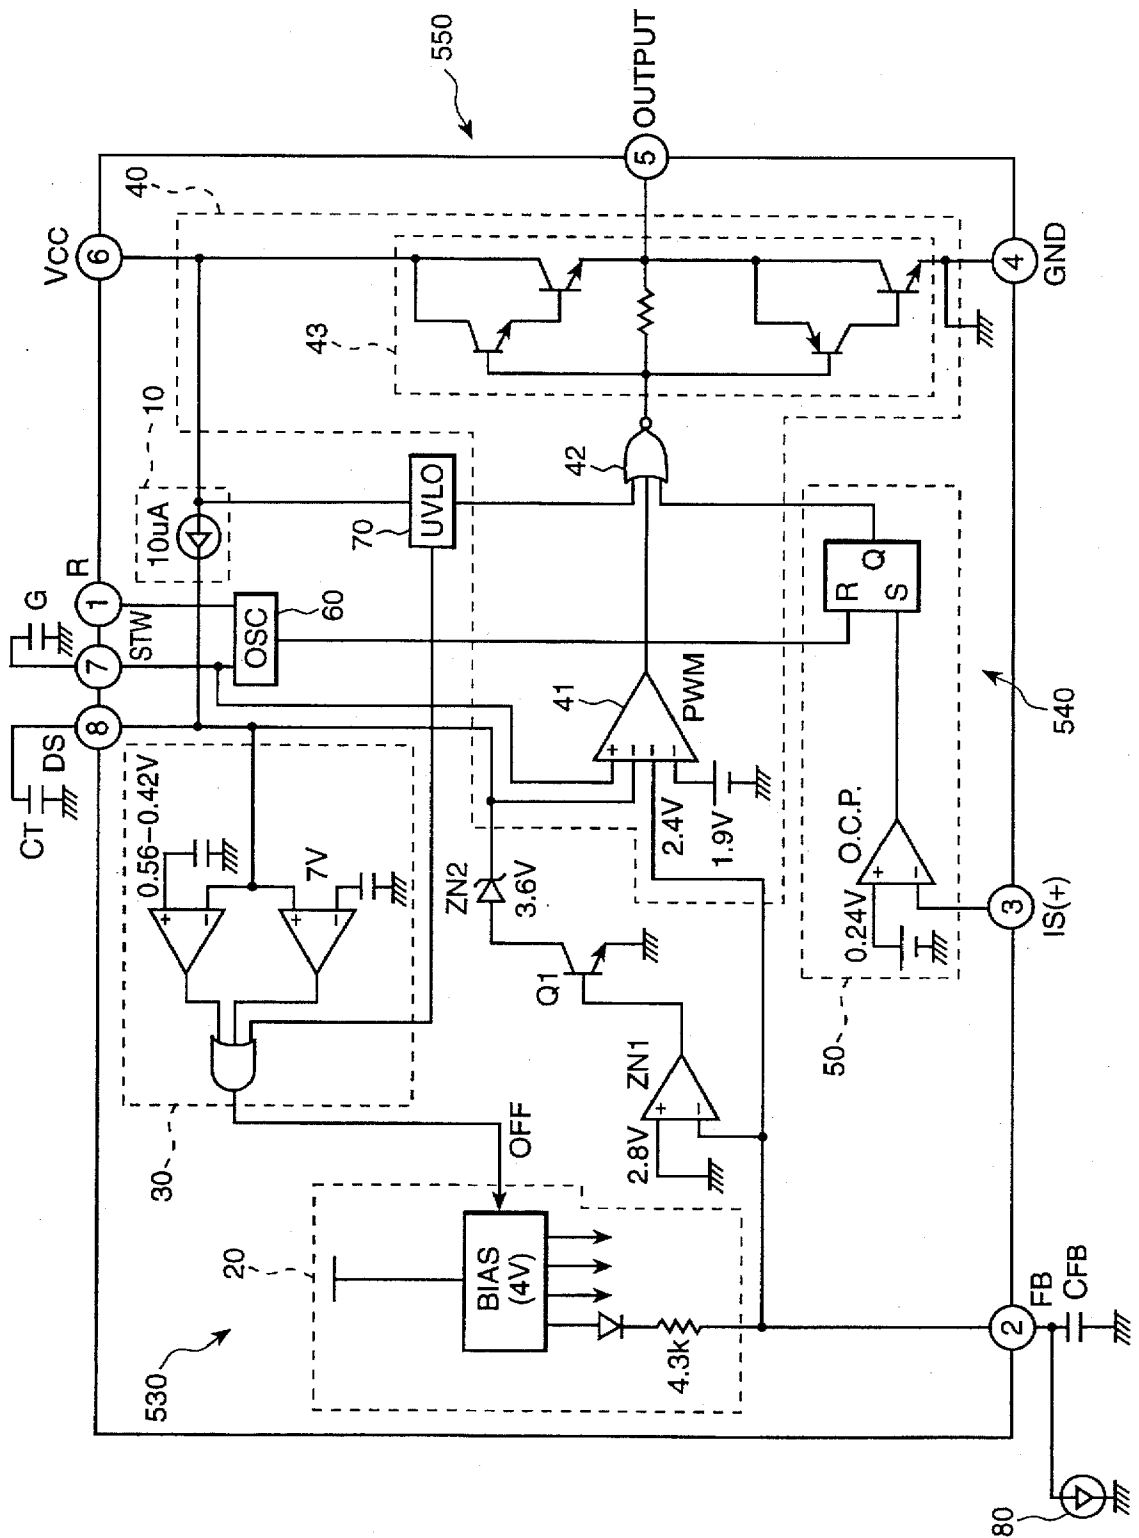 550
OUTPUT
5
40
VCC
6
GND
4
43
10
10uA
R
1
G
7
STW
OSC
60
UVLO
70
42
R
Q
S
8
DS
CT
0.56–0.42V
+
–
7V
+
–
41
PWM
+
–
–
–
2.4V
1.9V
ZN2
3.6V
Q1
O.C.P.
+
–
0.24V
540
3
IS(+)
50
30
OFF
ZN1
+
–
2.8V
20
BIAS
(4V)
4.3k
530
2
FB
CFB
80